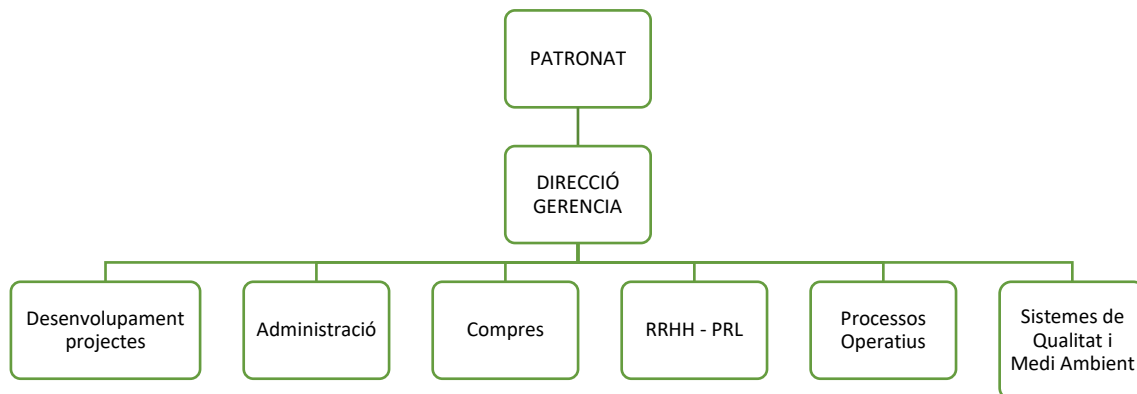 PATRONAT
DIRECCIÓ
GERENCIA
Desenvolupament
projectes
Administració
Compres
RRHH - PRL
Processos
Operatius
Sistemes de
Qualitat i
Medi Ambient